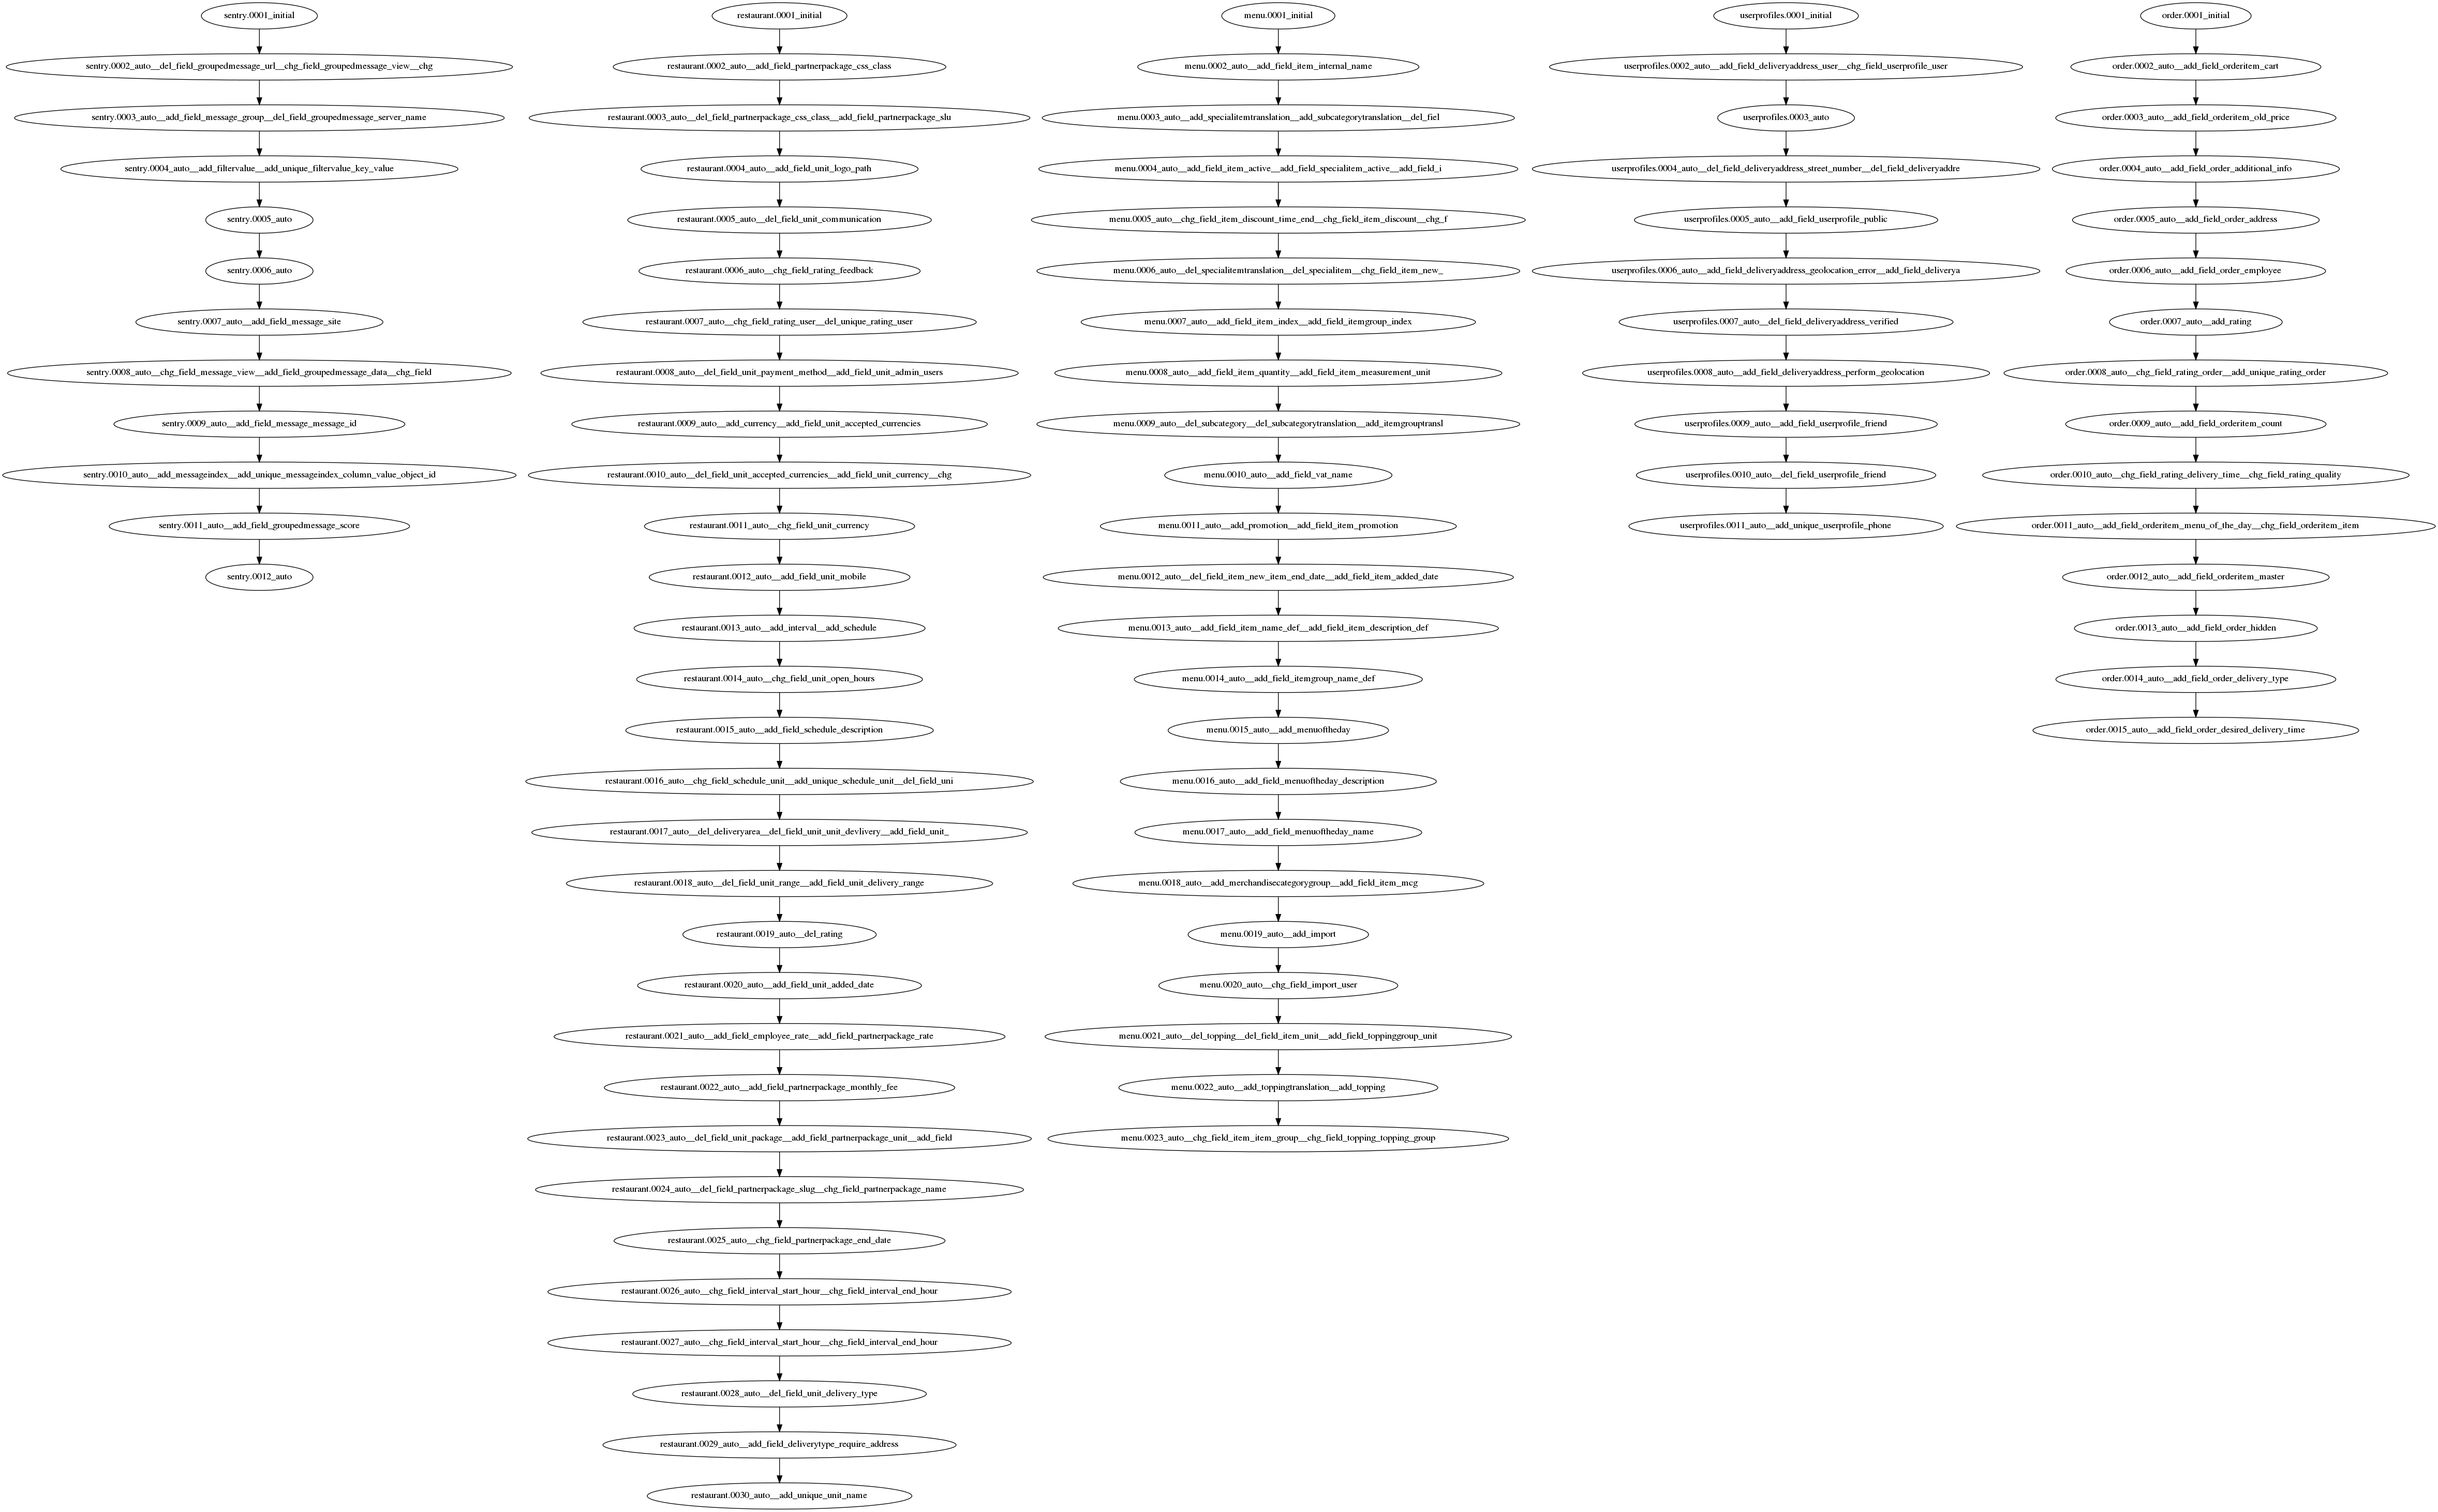 sentry.0001_initial
sentry.0002_auto__del_field_groupedmessage_url__chg_field_groupedmessage_view__chg
sentry.0003_auto__add_field_message_group__del_field_groupedmessage_server_name
sentry.0004_auto__add_filtervalue__add_unique_filtervalue_key_value
sentry.0005_auto
sentry.0006_auto
sentry.0007_auto__add_field_message_site
sentry.0008_auto__chg_field_message_view__add_field_groupedmessage_data__chg_field
sentry.0009_auto__add_field_message_message_id
sentry.0010_auto__add_messageindex__add_unique_messageindex_column_value_object_id
sentry.0011_auto__add_field_groupedmessage_score
sentry.0012_auto
restaurant.0001_initial
restaurant.0002_auto__add_field_partnerpackage_css_class
restaurant.0003_auto__del_field_partnerpackage_css_class__add_field_partnerpackage_slu
restaurant.0004_auto__add_field_unit_logo_path
restaurant.0005_auto__del_field_unit_communication
restaurant.0006_auto__chg_field_rating_feedback
restaurant.0007_auto__chg_field_rating_user__del_unique_rating_user
restaurant.0008_auto__del_field_unit_payment_method__add_field_unit_admin_users
restaurant.0009_auto__add_currency__add_field_unit_accepted_currencies
restaurant.0010_auto__del_field_unit_accepted_currencies__add_field_unit_currency__chg
restaurant.0011_auto__chg_field_unit_currency
restaurant.0012_auto__add_field_unit_mobile
restaurant.0013_auto__add_interval__add_schedule
restaurant.0014_auto__chg_field_unit_open_hours
restaurant.0015_auto__add_field_schedule_description
restaurant.0016_auto__chg_field_schedule_unit__add_unique_schedule_unit__del_field_uni
restaurant.0017_auto__del_deliveryarea__del_field_unit_unit_devlivery__add_field_unit_
restaurant.0018_auto__del_field_unit_range__add_field_unit_delivery_range
restaurant.0019_auto__del_rating
restaurant.0020_auto__add_field_unit_added_date
restaurant.0021_auto__add_field_employee_rate__add_field_partnerpackage_rate
restaurant.0022_auto__add_field_partnerpackage_monthly_fee
restaurant.0023_auto__del_field_unit_package__add_field_partnerpackage_unit__add_field
restaurant.0024_auto__del_field_partnerpackage_slug__chg_field_partnerpackage_name
restaurant.0025_auto__chg_field_partnerpackage_end_date
restaurant.0026_auto__chg_field_interval_start_hour__chg_field_interval_end_hour
restaurant.0027_auto__chg_field_interval_start_hour__chg_field_interval_end_hour
restaurant.0028_auto__del_field_unit_delivery_type
restaurant.0029_auto__add_field_deliverytype_require_address
restaurant.0030_auto__add_unique_unit_name
menu.0001_initial
menu.0002_auto__add_field_item_internal_name
menu.0003_auto__add_specialitemtranslation__add_subcategorytranslation__del_fiel
menu.0004_auto__add_field_item_active__add_field_specialitem_active__add_field_i
menu.0005_auto__chg_field_item_discount_time_end__chg_field_item_discount__chg_f
menu.0006_auto__del_specialitemtranslation__del_specialitem__chg_field_item_new_
menu.0007_auto__add_field_item_index__add_field_itemgroup_index
menu.0008_auto__add_field_item_quantity__add_field_item_measurement_unit
menu.0009_auto__del_subcategory__del_subcategorytranslation__add_itemgrouptransl
menu.0010_auto__add_field_vat_name
menu.0011_auto__add_promotion__add_field_item_promotion
menu.0012_auto__del_field_item_new_item_end_date__add_field_item_added_date
menu.0013_auto__add_field_item_name_def__add_field_item_description_def
menu.0014_auto__add_field_itemgroup_name_def
menu.0015_auto__add_menuoftheday
menu.0016_auto__add_field_menuoftheday_description
menu.0017_auto__add_field_menuoftheday_name
menu.0018_auto__add_merchandisecategorygroup__add_field_item_mcg
menu.0019_auto__add_import
menu.0020_auto__chg_field_import_user
menu.0021_auto__del_topping__del_field_item_unit__add_field_toppinggroup_unit
menu.0022_auto__add_toppingtranslation__add_topping
menu.0023_auto__chg_field_item_item_group__chg_field_topping_topping_group
userprofiles.0001_initial
userprofiles.0002_auto__add_field_deliveryaddress_user__chg_field_userprofile_user
userprofiles.0003_auto
userprofiles.0004_auto__del_field_deliveryaddress_street_number__del_field_deliveryaddre
userprofiles.0005_auto__add_field_userprofile_public
userprofiles.0006_auto__add_field_deliveryaddress_geolocation_error__add_field_deliverya
userprofiles.0007_auto__del_field_deliveryaddress_verified
userprofiles.0008_auto__add_field_deliveryaddress_perform_geolocation
userprofiles.0009_auto__add_field_userprofile_friend
userprofiles.0010_auto__del_field_userprofile_friend
userprofiles.0011_auto__add_unique_userprofile_phone
order.0001_initial
order.0002_auto__add_field_orderitem_cart
order.0003_auto__add_field_orderitem_old_price
order.0004_auto__add_field_order_additional_info
order.0005_auto__add_field_order_address
order.0006_auto__add_field_order_employee
order.0007_auto__add_rating
order.0008_auto__chg_field_rating_order__add_unique_rating_order
order.0009_auto__add_field_orderitem_count
order.0010_auto__chg_field_rating_delivery_time__chg_field_rating_quality
order.0011_auto__add_field_orderitem_menu_of_the_day__chg_field_orderitem_item
order.0012_auto__add_field_orderitem_master
order.0013_auto__add_field_order_hidden
order.0014_auto__add_field_order_delivery_type
order.0015_auto__add_field_order_desired_delivery_time